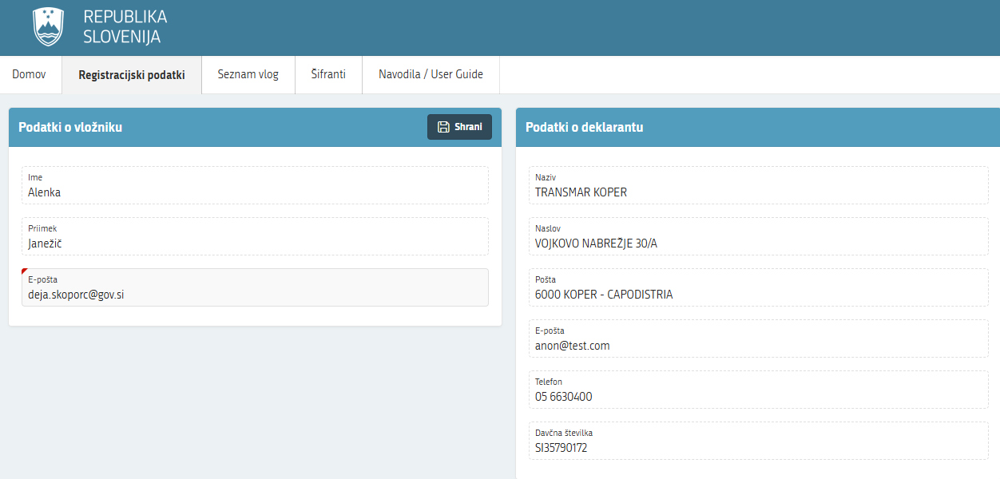 REPUBLIKA
SLOVENIJA
Domov
Registracijski podatki
Seznam vlog
Šifranti
Navodila / User Guide
Podatki o vložniku
Shrani
Ime
Alenka
Priimek
Janežič
E-pošta
deja.skoporc@gov.si
Podatki o deklarantu
Naziv
TRANSMAR KOPER
Naslov
VOJKOVO NABREŽJE 30/A
Pošta
6000 KOPER - CAPODISTRIA
E-pošta
anon@test.com
Telefon
05 6630400
Davčna številka
SI35790172